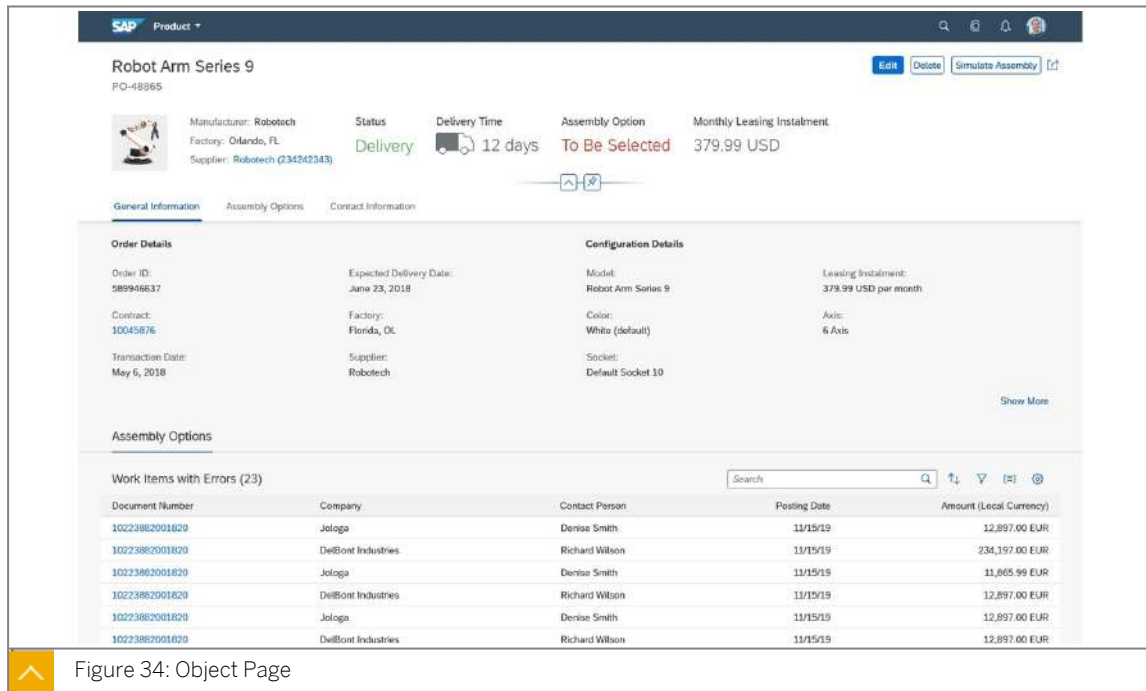 SAP Product
Robot Arm Series 9
PO-48865
Edit Delete Simulate Assembly
Manufacturer: Robotech
Factory: Orlando, FL
Supplier: Robotech (234242343)
Status
Delivery
Delivery Time
12 days
Assembly Option
To Be Selected
Monthly Leasing Instalment
379.99 USD
General Information Assembly Options Contact Information
Order Details
Configuration Details
Order ID: Expected Delivery Date: Model: Leasing Instalment:
589946637 June 23, 2018 Robot Arm Series 9 379.99 USD per month
Contract: Factory: Color: Axis:
10045876 Florida, OL White (default) 6 Axis
Transaction Date: Supplier: Socket:
May 6, 2018 Robotech Default Socket 10
Show More
Assembly Options
Work Items with Errors (23) Search
Document Number Company Contact Person Posting Date Amount (Local Currency)
10223882001820 Jologa Denise Smith 11/15/19 12,897.00 EUR
10223882001820 DelBont Industries Richard Wilson 11/15/19 234,197.00 EUR
10223882001820 Jologa Denise Smith 11/15/19 11,865.99 EUR
10223882001820 DelBont Industries Richard Wilson 11/15/19 12,897.00 EUR
10223882001820 Jologa Denise Smith 11/15/19 12,897.00 EUR
10223882001820 DelBont Industries Richard Wilson 11/15/19 12,897.00 EUR
Figure 34: Object Page